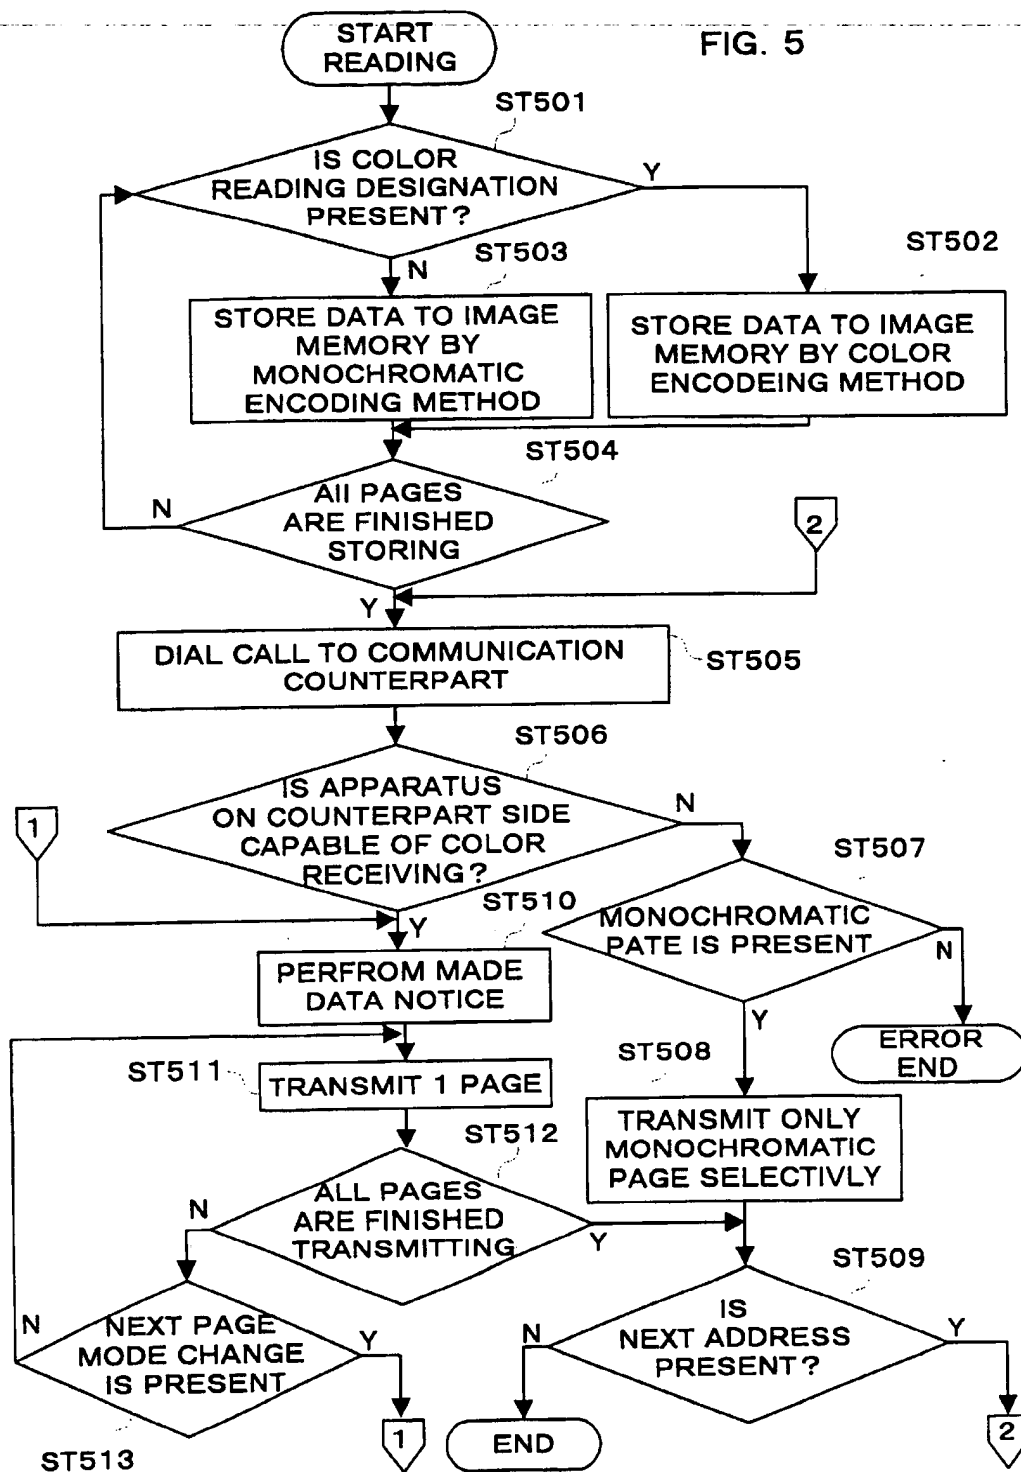 FIG. 5
START
READING
ST501
IS COLOR
READING DESIGNATION
PRESENT?
Y
N
ST503
ST502
STORE DATA TO IMAGE
MEMORY BY
MONOCHROMATIC
ENCODING METHOD
STORE DATA TO IMAGE
MEMORY BY COLOR
ENCODEING METHOD
ST504
All PAGES
ARE FINISHED
STORING
N
2
Y
DIAL CALL TO COMMUNICATION
COUNTERPART
ST505
ST506
IS APPARATUS
ON COUNTERPART SIDE
CAPABLE OF COLOR
RECEIVING?
N
1
ST507
Y
ST510
MONOCHROMATIC
PATE IS PRESENT
N
Y
PERFROM MADE
DATA NOTICE
ERROR
END
ST508
ST511
TRANSMIT 1 PAGE
TRANSMIT ONLY
MONOCHROMATIC
PAGE SELECTIVLY
ST512
ALL PAGES
ARE FINISHED
TRANSMITTING
N
Y
ST509
IS
NEXT ADDRESS
PRESENT?
N
Y
NEXT PAGE
MODE CHANGE
IS PRESENT
N
Y
1
END
2
ST513